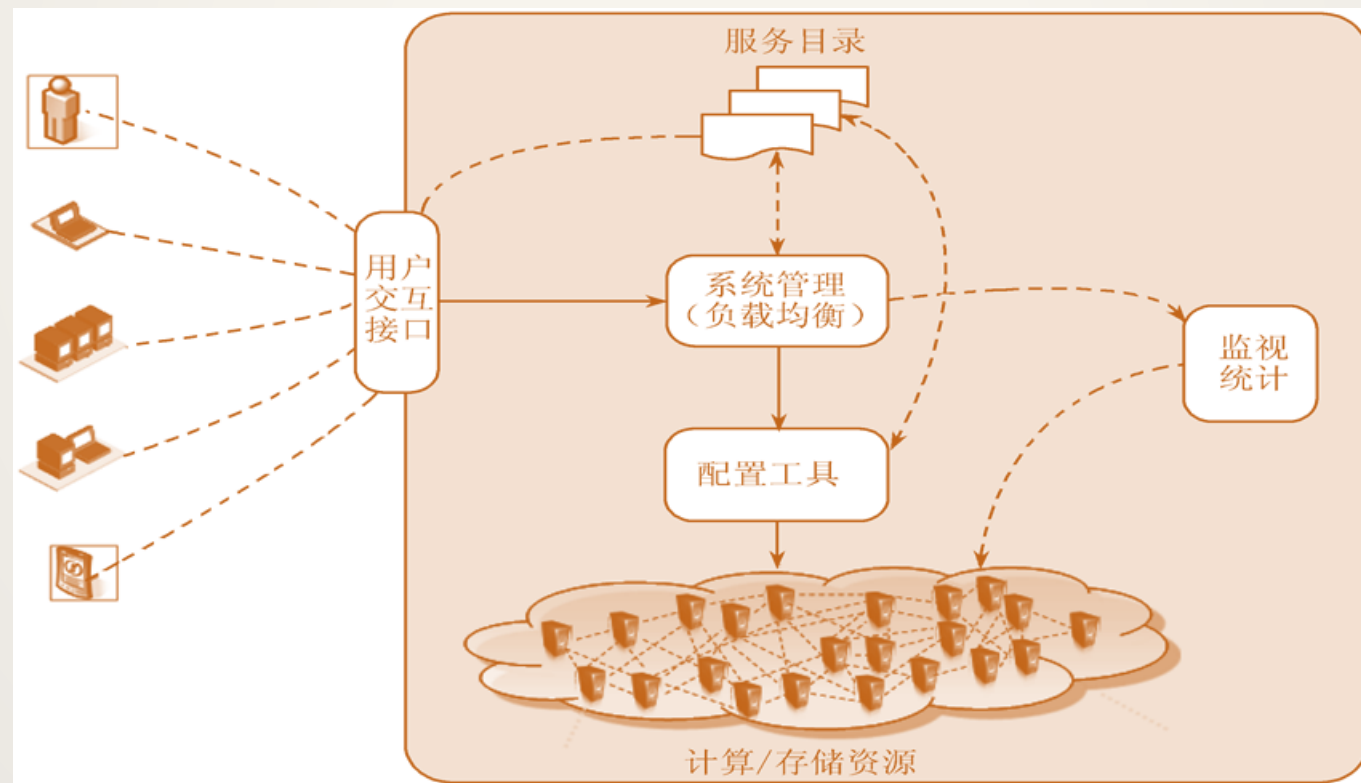 服务目录
用户
交互
接口
系统管理
（负载均衡）
监视
统计
配置工具
计算/存储资源